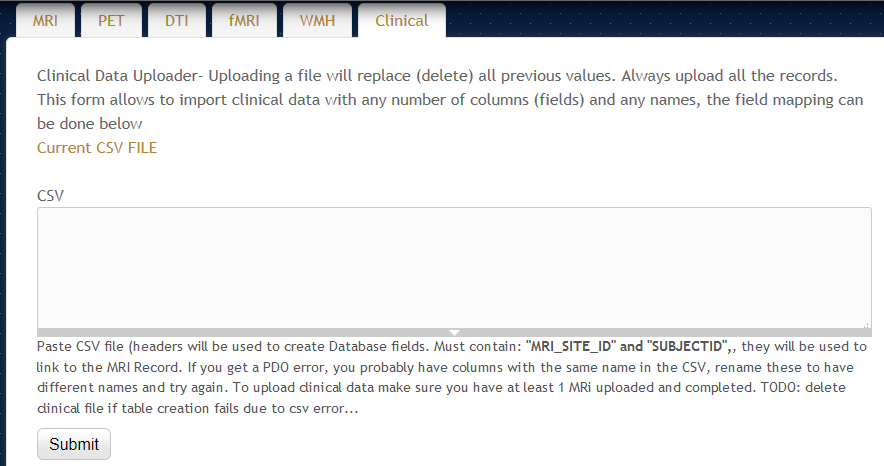 MRI PET DTI fMRI WMH Clinical
Clinical Data Uploader- Uploading a file will replace (delete) all previous values. Always upload all the records.
This form allows to import clinical data with any number of columns (fields) and any names, the field mapping can
be done below
Current CSV FILE
CSV
Paste CSV file (headers will be used to create Database fields. Must contain: "MRI_SITE_ID" and "SUBJECTID",, they will be used to
link to the MRI Record. If you get a PDO error, you probably have columns with the same name in the CSV, rename these to have
different names and try again. To upload clinical data make sure you have at least 1 MRi uploaded and completed. TODO: delete
clinical file if table creation fails due to csv error...
Submit